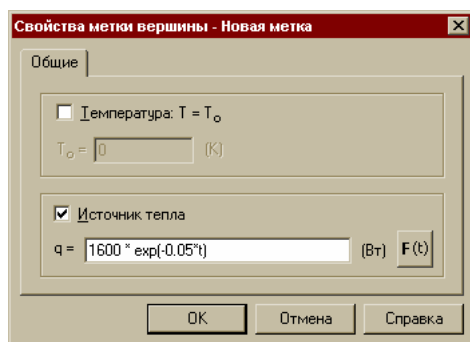 Свойства метки вершины - Новая метка
Общие
Температура: T = To
To = 0 (K)
Источник тепла
q = 1600 * exp(-0.05*t) (Вт) F(t)
OK Отмена Справка